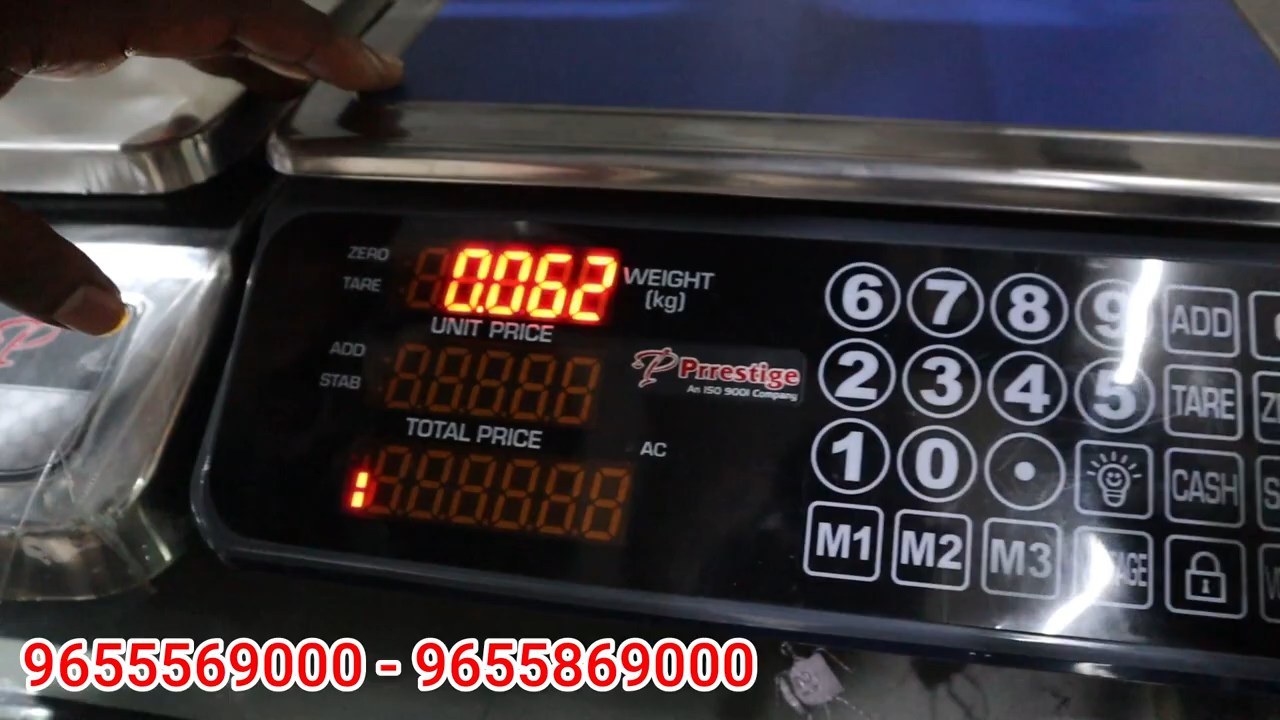 ZERO
TARE
0.062
WEIGHT
(kg)
UNIT PRICE
ADD
STAB
Prrestige
An ISO 9001 Company
TOTAL PRICE
AC
6 7 8 9 ADD
2 3 4 5 TARE
1 0 . CASH
M1 M2 M3
9655569000 - 9655869000